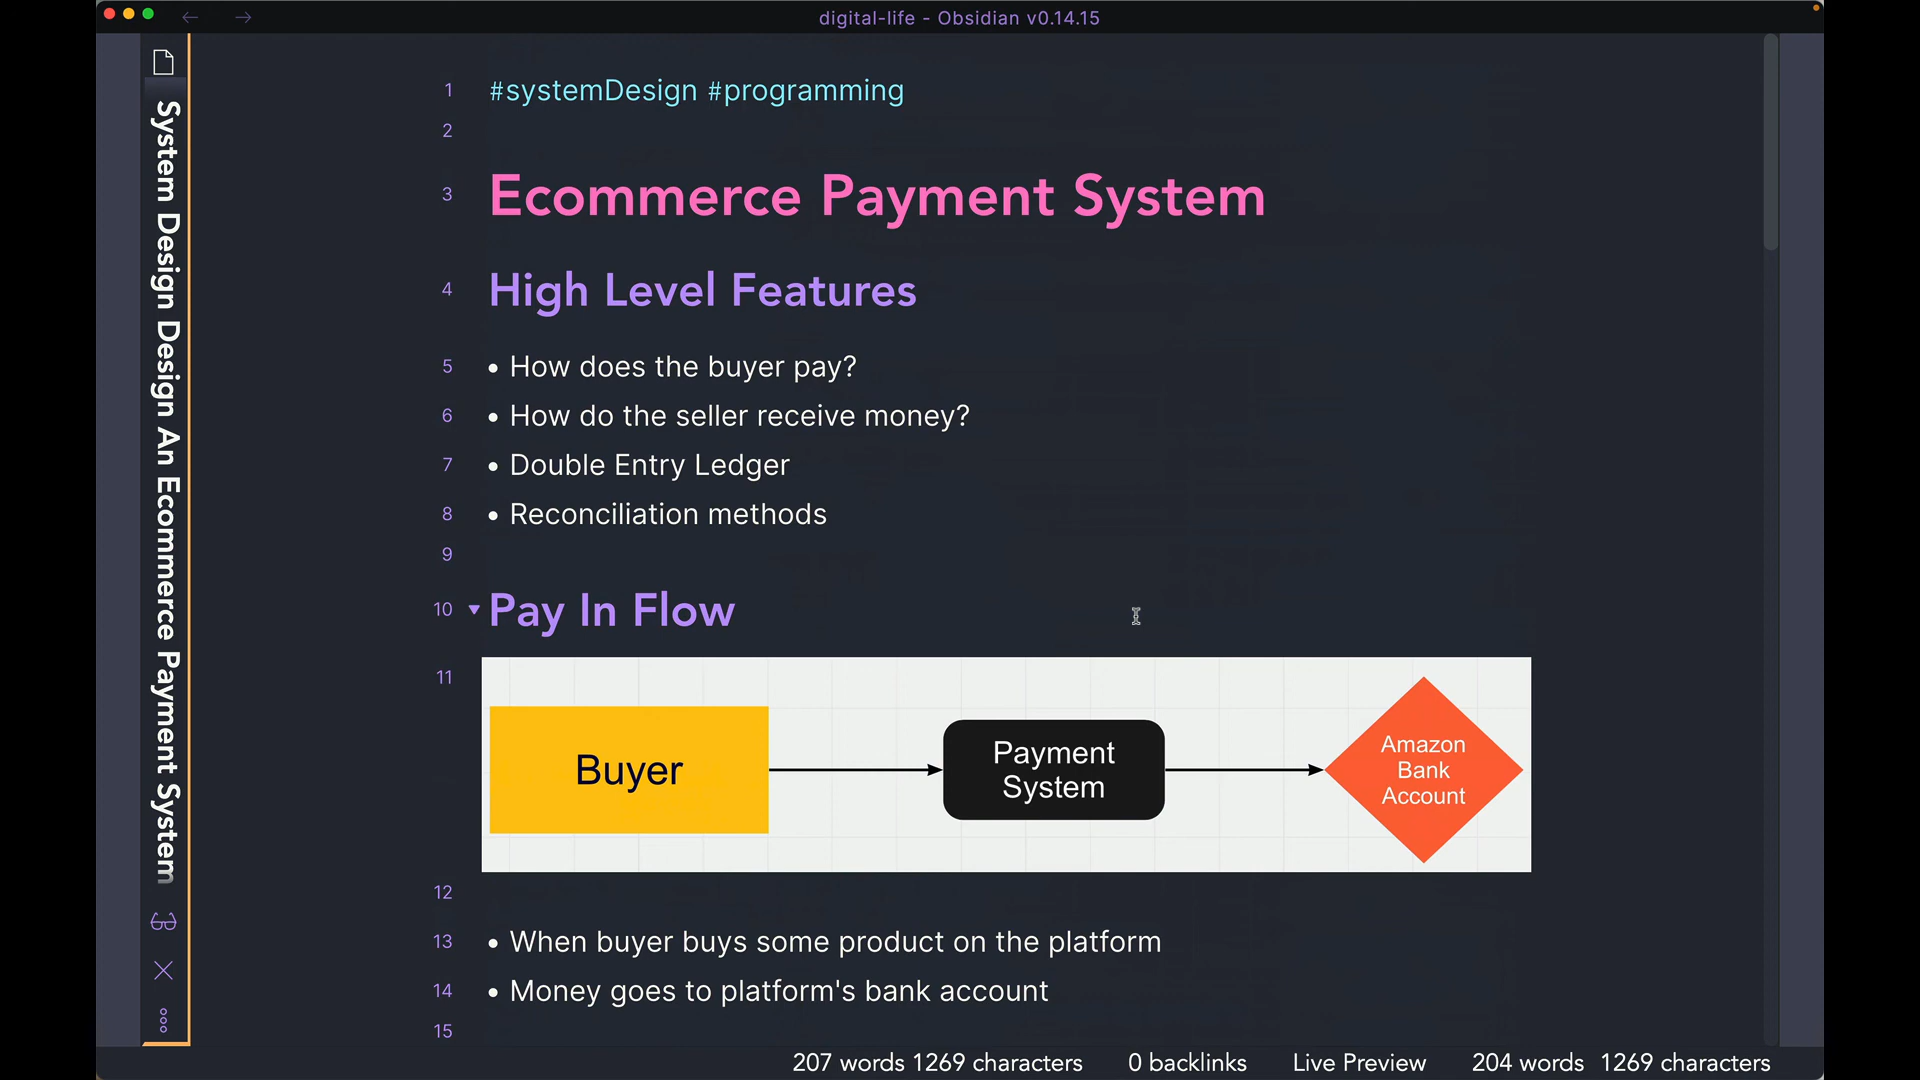 digital-life - Obsidian v0.14.15
System Design Design An Ecommerce Payment System
1 #systemDesign #programming
2
3 Ecommerce Payment System
4 High Level Features
5 • How does the buyer pay?
6 • How do the seller receive money?
7 • Double Entry Ledger
8 • Reconciliation methods
9
10 Pay In Flow
11
Buyer
Payment
System
Amazon
Bank
Account
12
13 • When buyer buys some product on the platform
14 • Money goes to platform's bank account
15
207 words 1269 characters 0 backlinks Live Preview 204 words 1269 characters